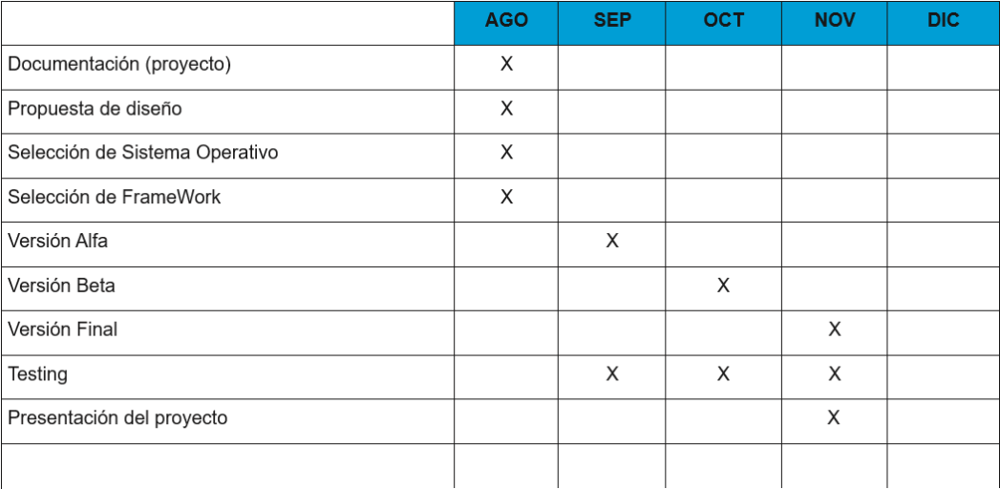 AGO SEP OCT NOV DIC
Documentación (proyecto) X
Propuesta de diseño X
Selección de Sistema Operativo X
Selección de FrameWork X
Versión Alfa X
Versión Beta X
Versión Final X
Testing X X X
Presentación del proyecto X